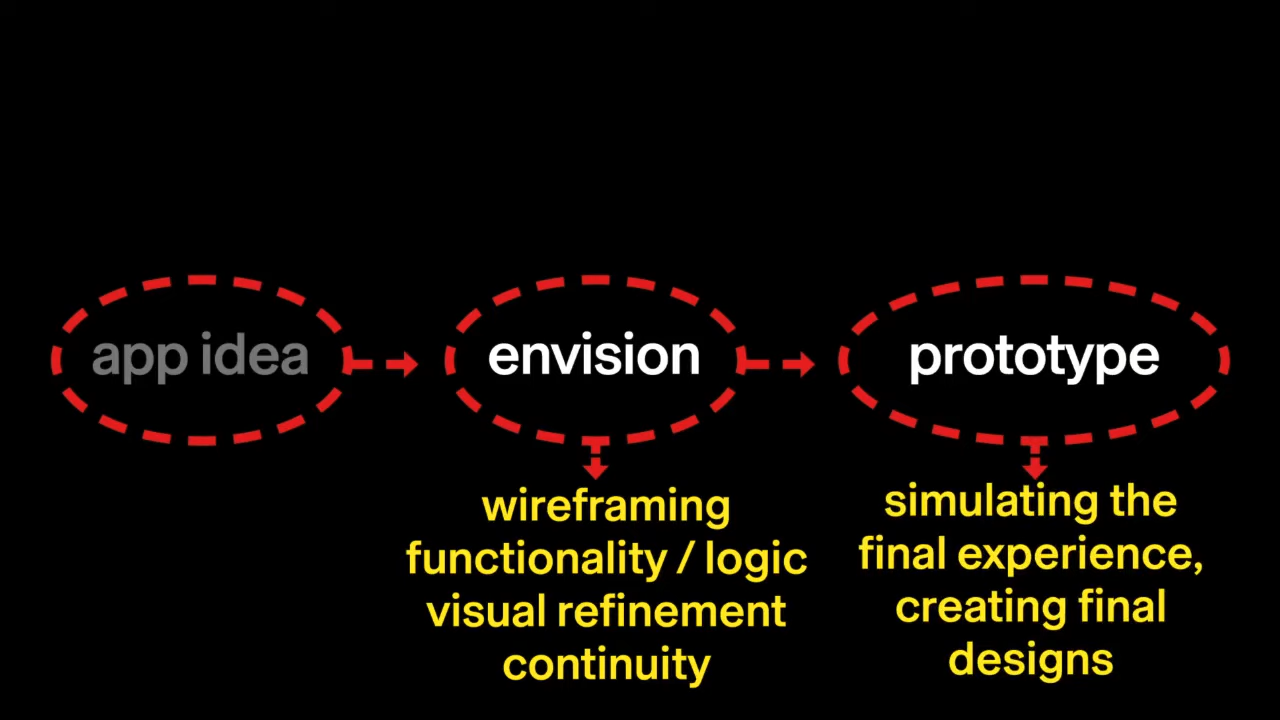 app idea
envision
prototype
wireframing
functionality / logic
visual refinement
continuity
simulating the
final experience,
creating final
designs